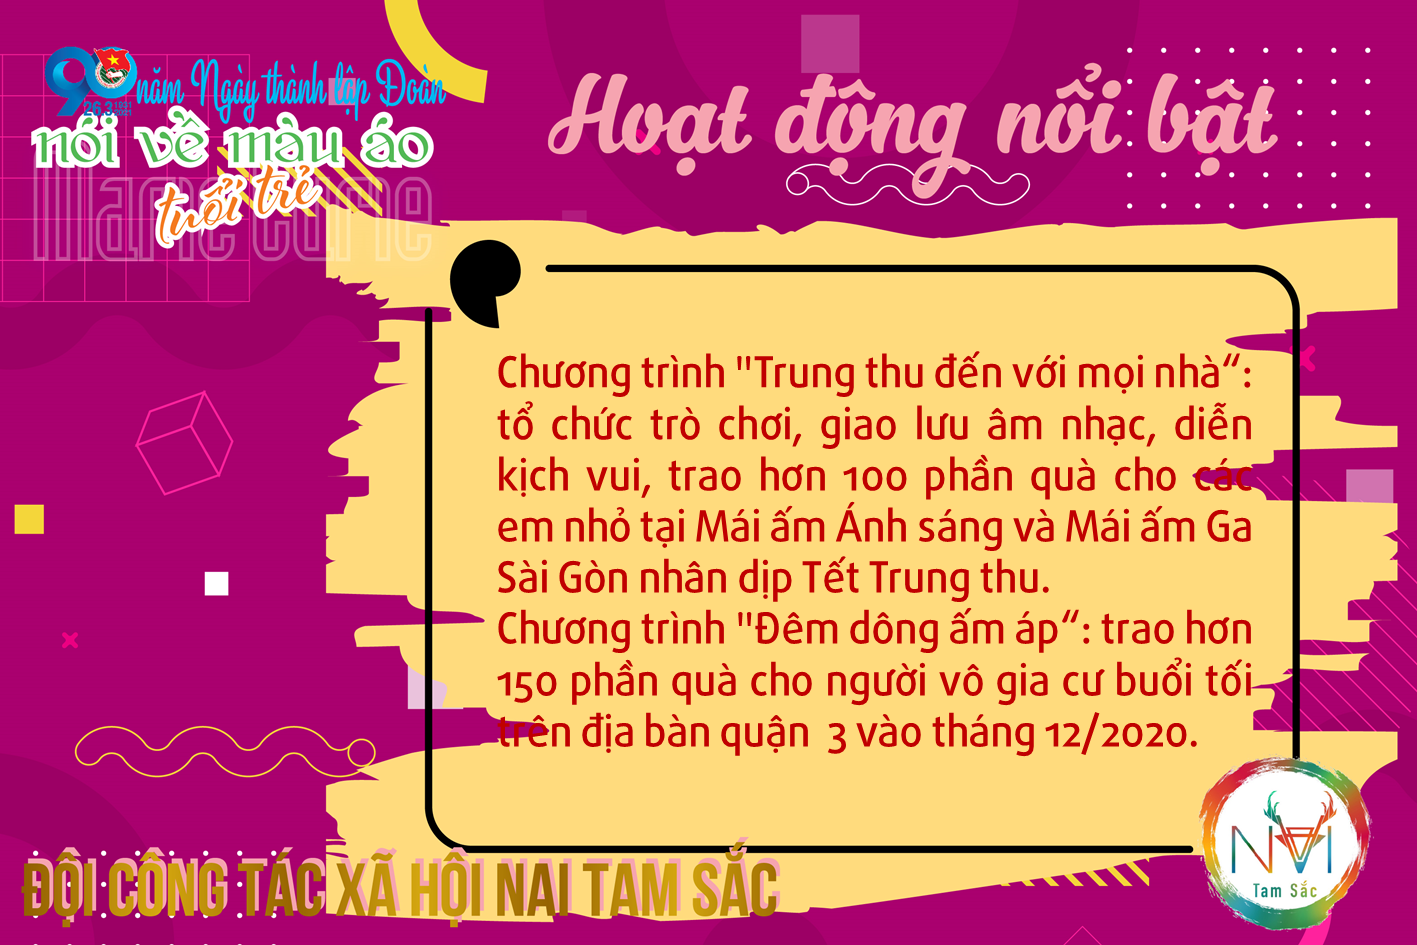 90 năm Ngày thành lập Đoàn
26.3
nói về màu áo
tuổi trẻ
Marie Curie
Hoạt động nổi bật
Chương trình "Trung thu đến với mọi nhà“:
tổ chức trò chơi, giao lưu âm nhạc, diễn
kịch vui, trao hơn 100 phần quà cho các
em nhỏ tại Mái ấm Ánh sáng và Mái ấm Ga
Sài Gòn nhân dịp Tết Trung thu.
Chương trình "Đêm đông ấm áp“: trao hơn
150 phần quà cho người vô gia cư buổi tối
trên địa bàn quận 3 vào tháng 12/2020.
ĐỘI CÔNG TÁC XÃ HỘI NAI TAM SẮC
NAI
Tam Sắc